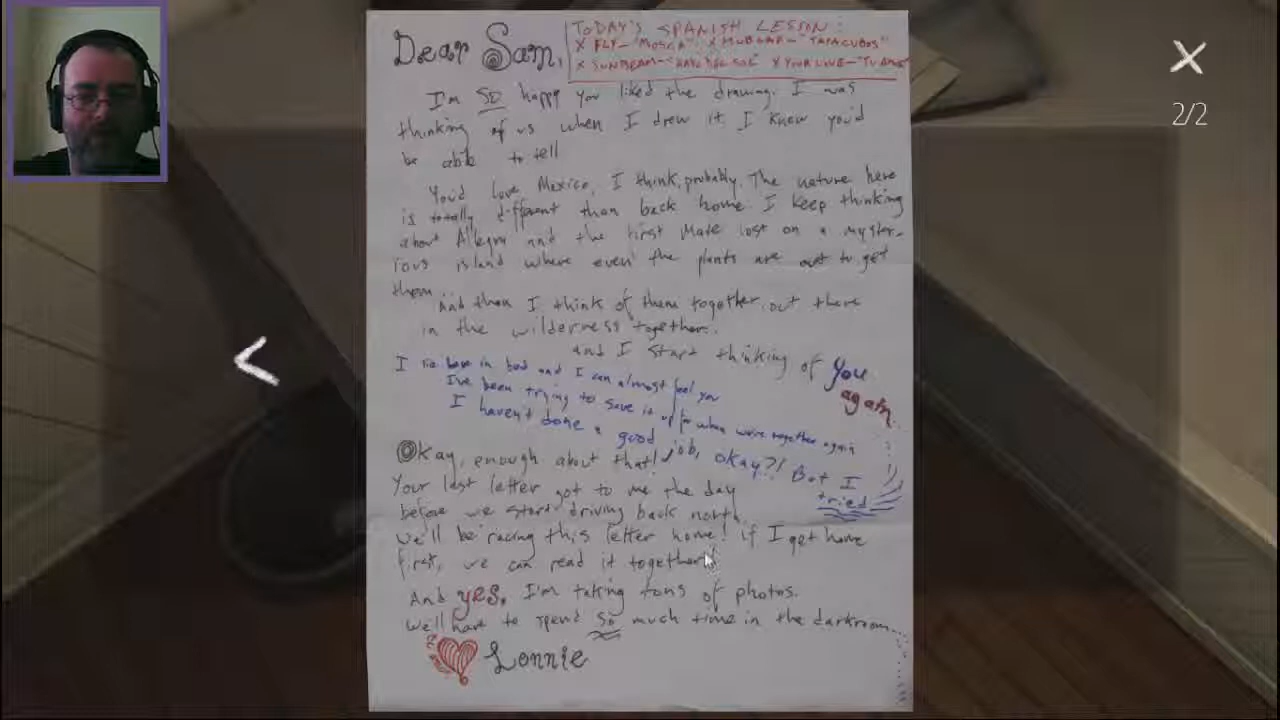 Dear Sam,
TODAY'S SPANISH LESSON:
x FLY - "MOSCA" x HUBCAP - "TAPACUBOS"
x SUNBEAM - "RAYO DEL SOL" x YOUR LOVE - "TU AMOR"
2/2
I'm SO happy you liked the drawing. I was
thinking of us when I drew it. I knew you'd
be able to tell
You'd love Mexico, I think, probably. The nature here
is totally different than back home. I keep thinking
about Allegra and the First Mate lost on a myster-
ious island where even the plants are out to get
them...
And then I think of them together, out there
in the wilderness together.
and I start thinking of you
again.
I lie here in bed and I can almost feel you
I've been trying to save it up for when we're together again
I haven't done a good job, okay?! But I
tried
Okay, enough about that!
Your last letter got to me the day
before we start driving back north.
we'll be racing this letter home! if I get home
first, we can read it together!
And yes, I'm taking tons of photos.
We'll have to spend so much time in the darkroom...
Lonnie